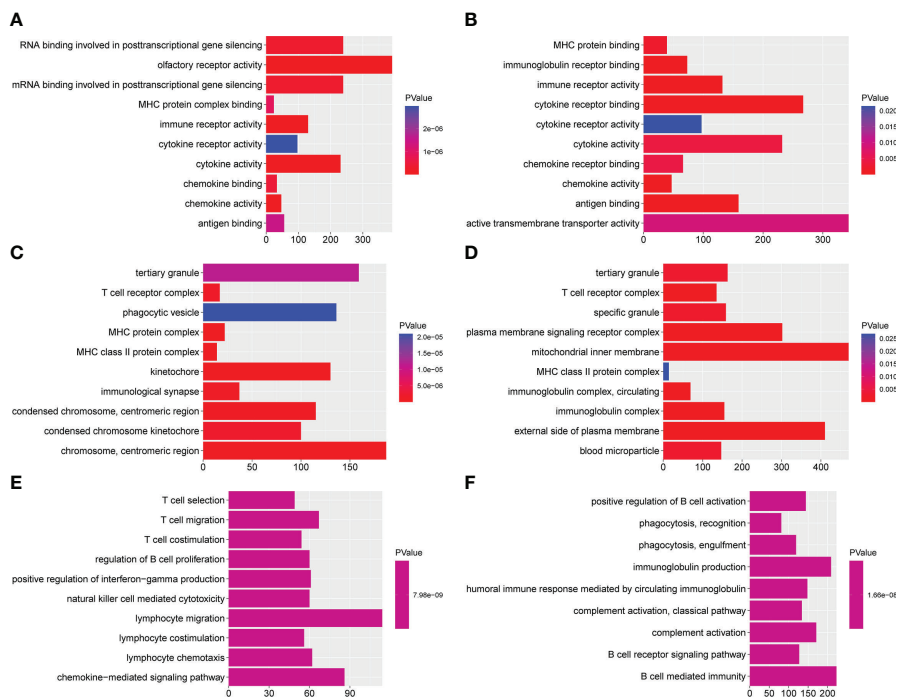 A
RNA binding involved in posttranscriptional gene silencing
olfactory receptor activity
mRNA binding involved in posttranscriptional gene silencing
MHC protein complex binding
immune receptor activity
cytokine receptor activity
cytokine activity
chemokine binding
chemokine activity
antigen binding
0 100 200 300
PValue
2e-06
1e-06
B
MHC protein binding
immunoglobulin receptor binding
immune receptor activity
cytokine receptor binding
cytokine receptor activity
cytokine activity
chemokine receptor binding
chemokine activity
antigen binding
active transmembrane transporter activity
0 100 200 300
PValue
0.020
0.015
0.010
0.005
C
tertiary granule
T cell receptor complex
phagocytic vesicle
MHC protein complex
MHC class II protein complex
kinetochore
immunological synapse
condensed chromosome, centromeric region
condensed chromosome kinetochore
chromosome, centromeric region
0 50 100 150
PValue
2.0e-05
1.5e-05
1.0e-05
5.0e-06
D
tertiary granule
T cell receptor complex
specific granule
plasma membrane signaling receptor complex
mitochondrial inner membrane
MHC class II protein complex
immunoglobulin complex, circulating
immunoglobulin complex
external side of plasma membrane
blood microparticle
0 100 200 300 400
PValue
0.025
0.020
0.015
0.010
0.005
E
T cell selection
T cell migration
T cell costimulation
regulation of B cell proliferation
positive regulation of interferon-gamma production
natural killer cell mediated cytotoxicity
lymphocyte migration
lymphocyte costimulation
lymphocyte chemotaxis
chemokine-mediated signaling pathway
0 30 60 90
PValue
7.98e-09
F
positive regulation of B cell activation
phagocytosis, recognition
phagocytosis, engulfment
immunoglobulin production
humoral immune response mediated by circulating immunoglobulin
complement activation, classical pathway
complement activation
B cell receptor signaling pathway
B cell mediated immunity
0 50 100 150 200
PValue
1.66e-08